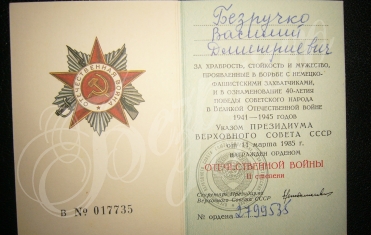 ОТЕЧЕСТВЕННАЯ ВОЙНА
В № 017735
Безручко
Василий
Дмитриевич
ЗА ХРАБРОСТЬ, СТОЙКОСТЬ И МУЖЕСТВО,
ПРОЯВЛЕННЫЕ В БОРЬБЕ С НЕМЕЦКО-
ФАШИСТСКИМИ ЗАХВАТЧИКАМИ,
И В ОЗНАМЕНОВАНИЕ 40-ЛЕТИЯ
ПОБЕДЫ СОВЕТСКОГО НАРОДА
В ВЕЛИКОЙ ОТЕЧЕСТВЕННОЙ ВОЙНЕ
1941—1945 ГОДОВ
УКАЗОМ ПРЕЗИДИУМА
ВЕРХОВНОГО СОВЕТА СССР
ОТ 11 марта 1985 г.
НАГРАЖДЕН ОРДЕНОМ
ОТЕЧЕСТВЕННОЙ ВОЙНЫ
II степени
Секретарь Президиума
Верховного Совета СССР
№ ордена 2799535